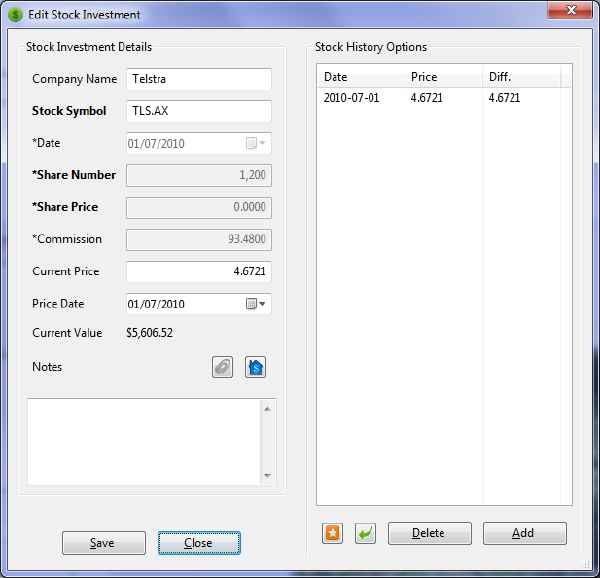 Edit Stock Investment
Stock Investment Details
Company Name Telstra
Stock Symbol TLS.AX
*Date 01/07/2010
*Share Number 1,200
*Share Price 0.0000
*Commission 93.4800
Current Price 4.6721
Price Date 01/07/2010
Current Value $5,606.52
Notes
Save Close
Stock History Options
Date Price Diff.
2010-07-01 4.6721 4.6721
Delete Add